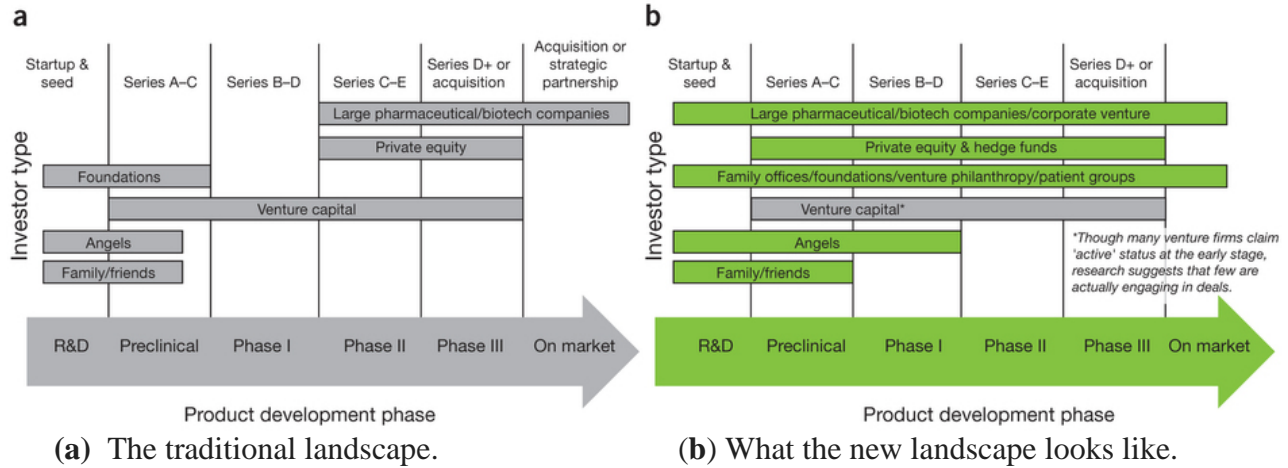 a
Startup &
seed
Series A–C
Series B–D
Series C–E
Series D+ or
acquisition
Acquisition or
strategic
partnership
Investor type
Large pharmaceutical/biotech companies
Private equity
Foundations
Venture capital
Angels
Family/friends
R&D
Preclinical
Phase I
Phase II
Phase III
On market
Product development phase
(a) The traditional landscape.
b
Startup &
seed
Series A–C
Series B–D
Series C–E
Series D+ or
acquisition
Investor type
Large pharmaceutical/biotech companies/corporate venture
Private equity & hedge funds
Family offices/foundations/venture philanthropy/patient groups
Venture capital*
Angels
Family/friends
*Though many venture firms claim
'active' status at the early stage,
research suggests that few are
actually engaging in deals.
R&D
Preclinical
Phase I
Phase II
Phase III
On market
Product development phase
(b) What the new landscape looks like.